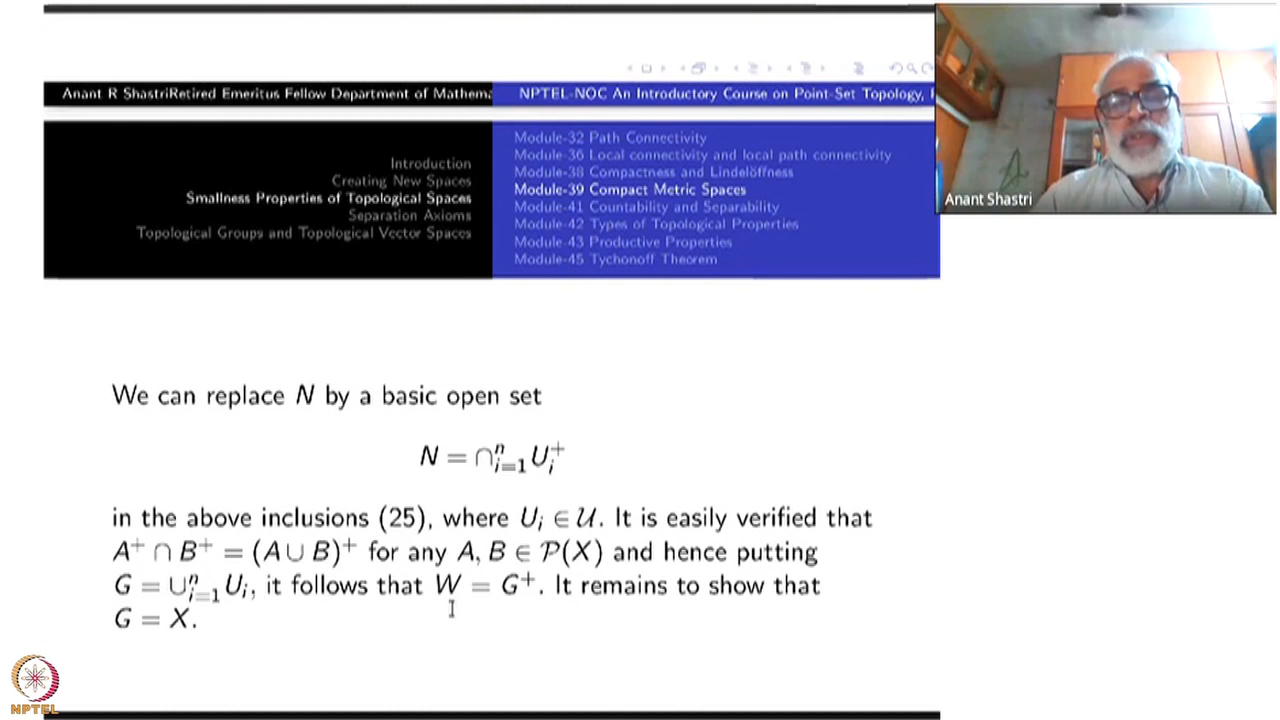 Anant R ShastriRetired Emeritus Fellow Department of Mathema
NPTEL-NOC An Introductory Course on Point-Set Topology,
Introduction
Creating New Spaces
Smallness Properties of Topological Spaces
Separation Axioms
Topological Groups and Topological Vector Spaces
Module-32 Path Connectivity
Module-36 Local connectivity and local path connectivity
Module-38 Compactness and Lindelöffness
Module-39 Compact Metric Spaces
Module-41 Countability and Separability
Module-42 Types of Topological Properties
Module-43 Productive Properties
Module-45 Tychonoff Theorem
Anant Shastri
We can replace N by a basic open set
N = ∩ⁿᵢ₌₁ Uᵢ⁺
in the above inclusions (25), where Uᵢ ∈ 𝒰. It is easily verified that
A⁺ ∩ B⁺ = (A ∪ B)⁺ for any A, B ∈ 𝒫(X) and hence putting
G = ∪ⁿᵢ₌₁ Uᵢ, it follows that W = G⁺. It remains to show that
G = X.
NPTEL